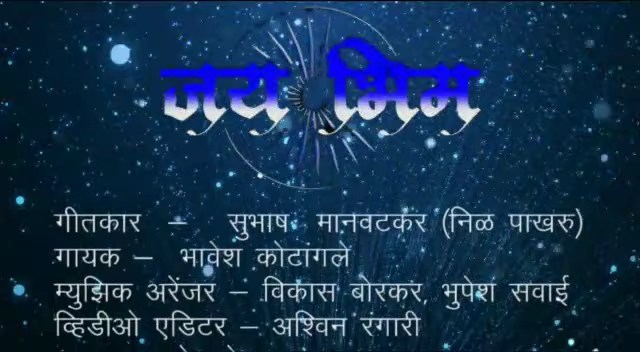 जय भिम
गीतकार – सुभाष मानवटकर (निळ पाखरु)
गायक – भावेश कोटांगले
म्युझिक अरेंजर – विकास बोरकर, भुपेश सवाई
व्हिडीओ एडिटर – अश्विन रंगारी